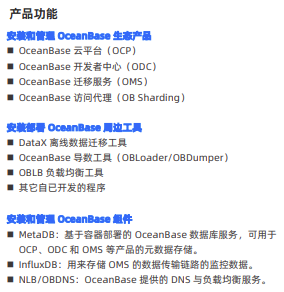 产品功能
安装和管理 OceanBase 生态产品
■ OceanBase 云平台（OCP）
■ OceanBase 开发者中心（ODC）
■ OceanBase 迁移服务（OMS）
■ OceanBase 访问代理（OB Sharding）
安装部署 OceanBase 周边工具
■ DataX 离线数据迁移工具
■ OceanBase 导数工具（OBLoader/OBDumper）
■ OBLB 负载均衡工具
■ 其它自已开发的程序
安装和管理 OceanBase 组件
■ MetaDB：基于容器部署的 OceanBase 数据库服务，可用于
OCP、ODC 和 OMS 等产品的元数据存储。
■ InfluxDB：用来存储 OMS 的数据传输链路的监控数据。
■ NLB/OBDNS：OceanBase 提供的 DNS 与负载均衡服务。